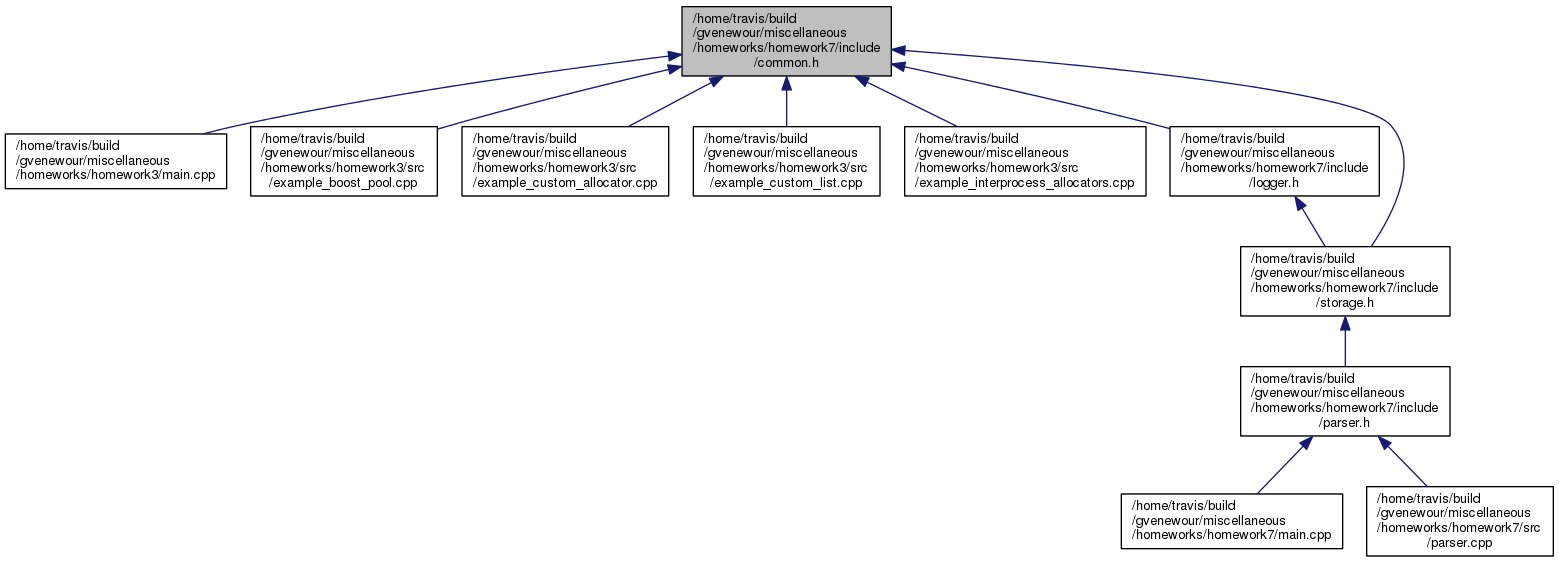 /home/travis/build
/gvenewour/miscellaneous
/homeworks/homework7/include
/common.h
/home/travis/build
/gvenewour/miscellaneous
/homeworks/homework3/main.cpp
/home/travis/build
/gvenewour/miscellaneous
/homeworks/homework3/src
/example_boost_pool.cpp
/home/travis/build
/gvenewour/miscellaneous
/homeworks/homework3/src
/example_custom_allocator.cpp
/home/travis/build
/gvenewour/miscellaneous
/homeworks/homework3/src
/example_custom_list.cpp
/home/travis/build
/gvenewour/miscellaneous
/homeworks/homework3/src
/example_interprocess_allocators.cpp
/home/travis/build
/gvenewour/miscellaneous
/homeworks/homework7/include
/logger.h
/home/travis/build
/gvenewour/miscellaneous
/homeworks/homework7/include
/storage.h
/home/travis/build
/gvenewour/miscellaneous
/homeworks/homework7/include
/parser.h
/home/travis/build
/gvenewour/miscellaneous
/homeworks/homework7/main.cpp
/home/travis/build
/gvenewour/miscellaneous
/homeworks/homework7/src
/parser.cpp